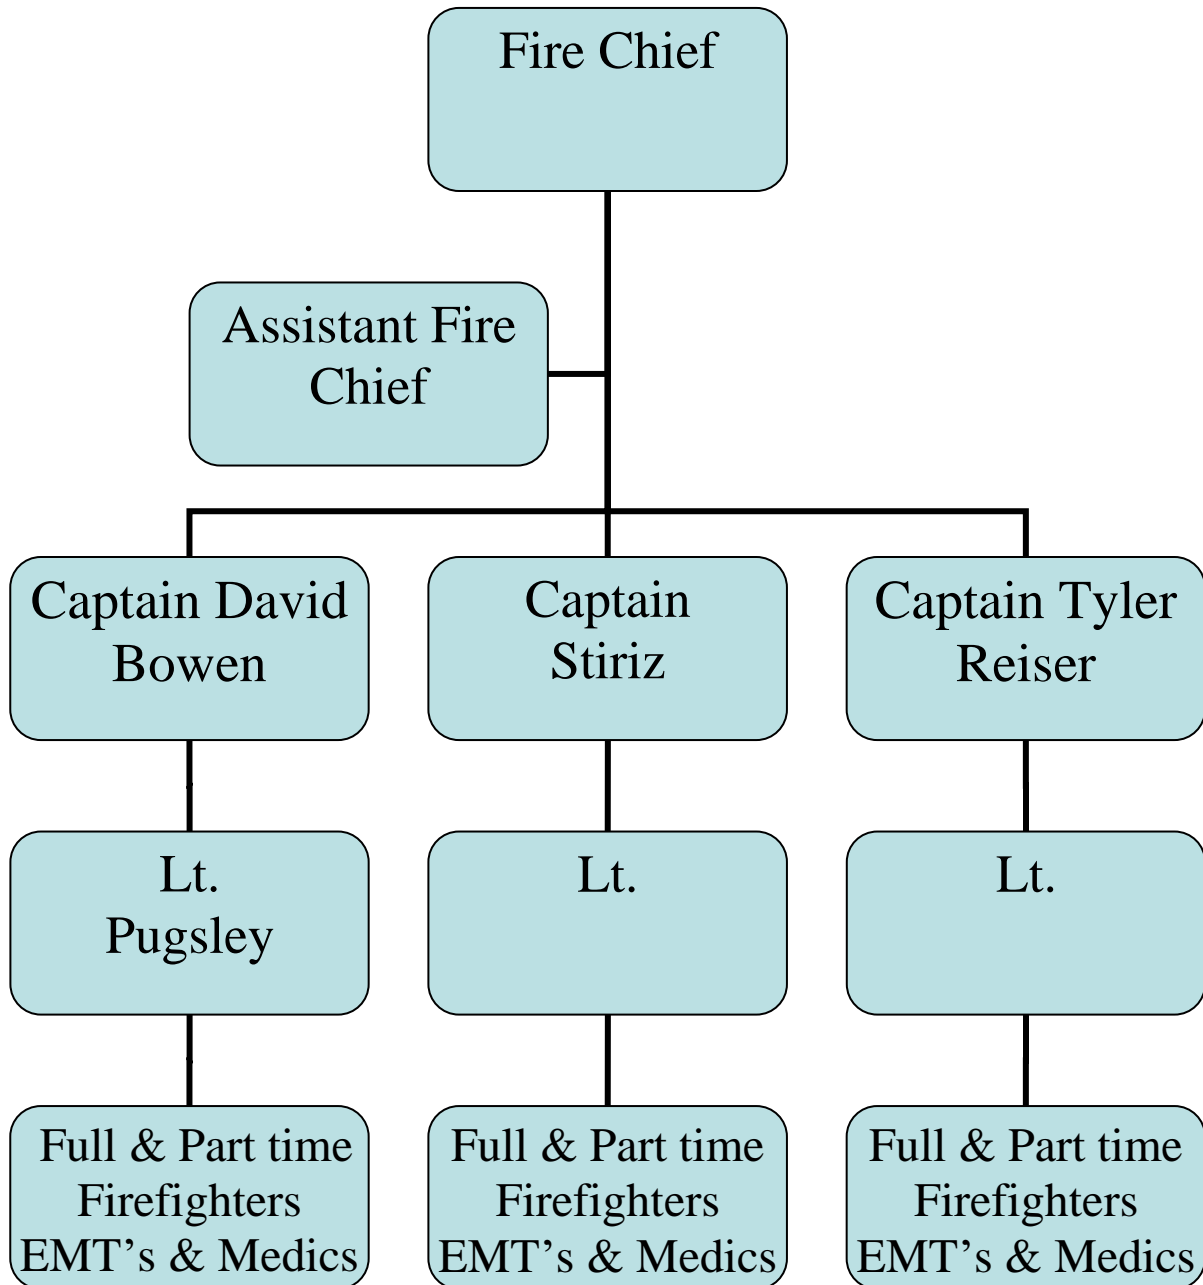 Fire Chief
Assistant Fire
Chief
Captain David
Bowen
Captain
Stiriz
Captain Tyler
Reiser
Lt.
Pugsley
Lt.
Lt.
Full & Part time
Firefighters
EMT’s & Medics
Full & Part time
Firefighters
EMT’s & Medics
Full & Part time
Firefighters
EMT’s & Medics